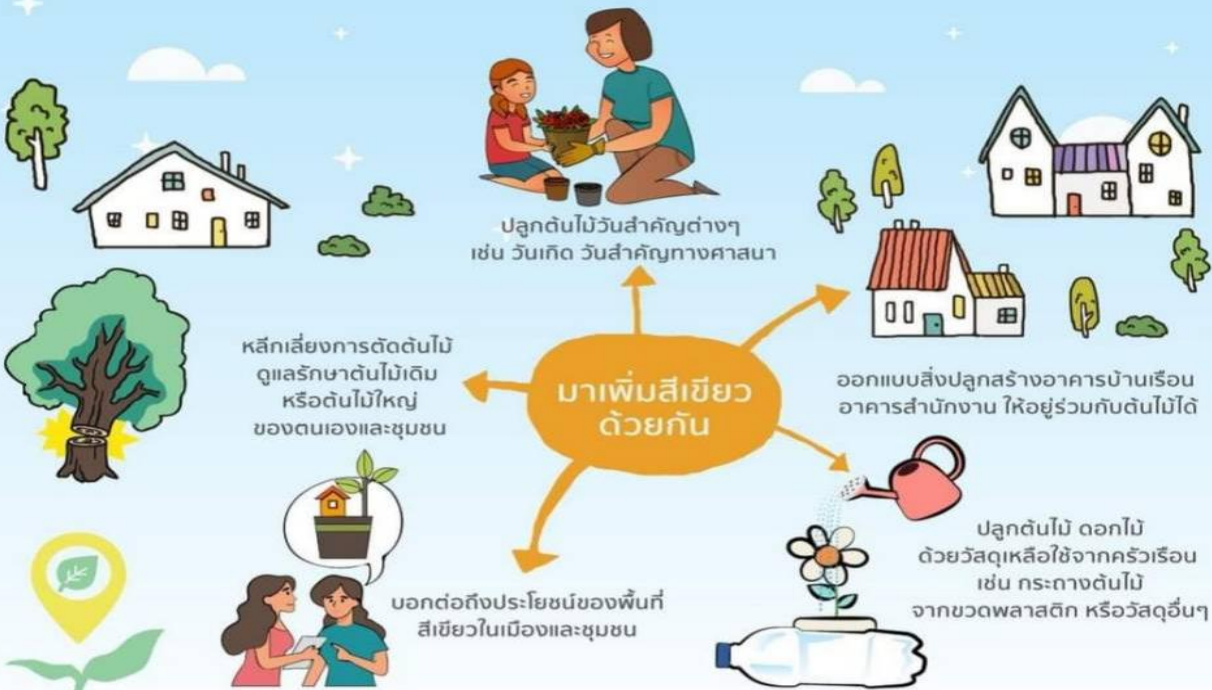 ปลูกต้นไม้วันสำคัญต่างๆ
เช่น วันเกิด วันสำคัญทางศาสนา
หลีกเลี่ยงการตัดต้นไม้
ดูแลรักษาต้นไม้เดิม
หรือต้นไม้ใหญ่
ของตนเองและชุมชน
มาเพิ่มสีเขียว
ด้วยกัน
ออกแบบสิ่งปลูกสร้างอาคารบ้านเรือน
อาคารสำนักงาน ให้อยู่ร่วมกับต้นไม้ได้
บอกต่อถึงประโยชน์ของพื้นที่
สีเขียวในเมืองและชุมชน
ปลูกต้นไม้ ดอกไม้
ด้วยวัสดุเหลือใช้จากครัวเรือน
เช่น กระถางต้นไม้
จากขวดพลาสติก หรือวัสดุอื่นๆ